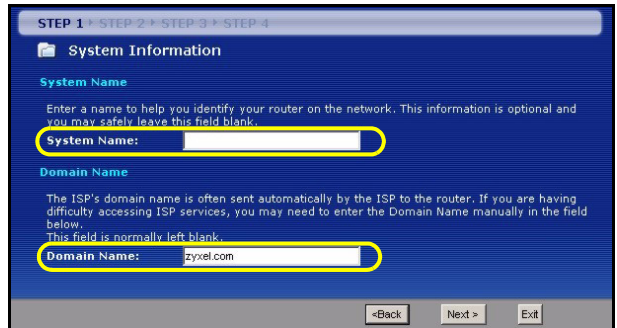 STEP 1 ▸ STEP 2 ▸ STEP 3 ▸ STEP 4
System Information
System Name
Enter a name to help you identify your router on the network. This information is optional and
you may safely leave this field blank.
System Name:
Domain Name
The ISP's domain name is often sent automatically by the ISP to the router. If you are having
difficulty accessing ISP services, you may need to enter the Domain Name manually in the field
below.
This field is normally left blank.
Domain Name: zyxel.com
<Back Next > Exit